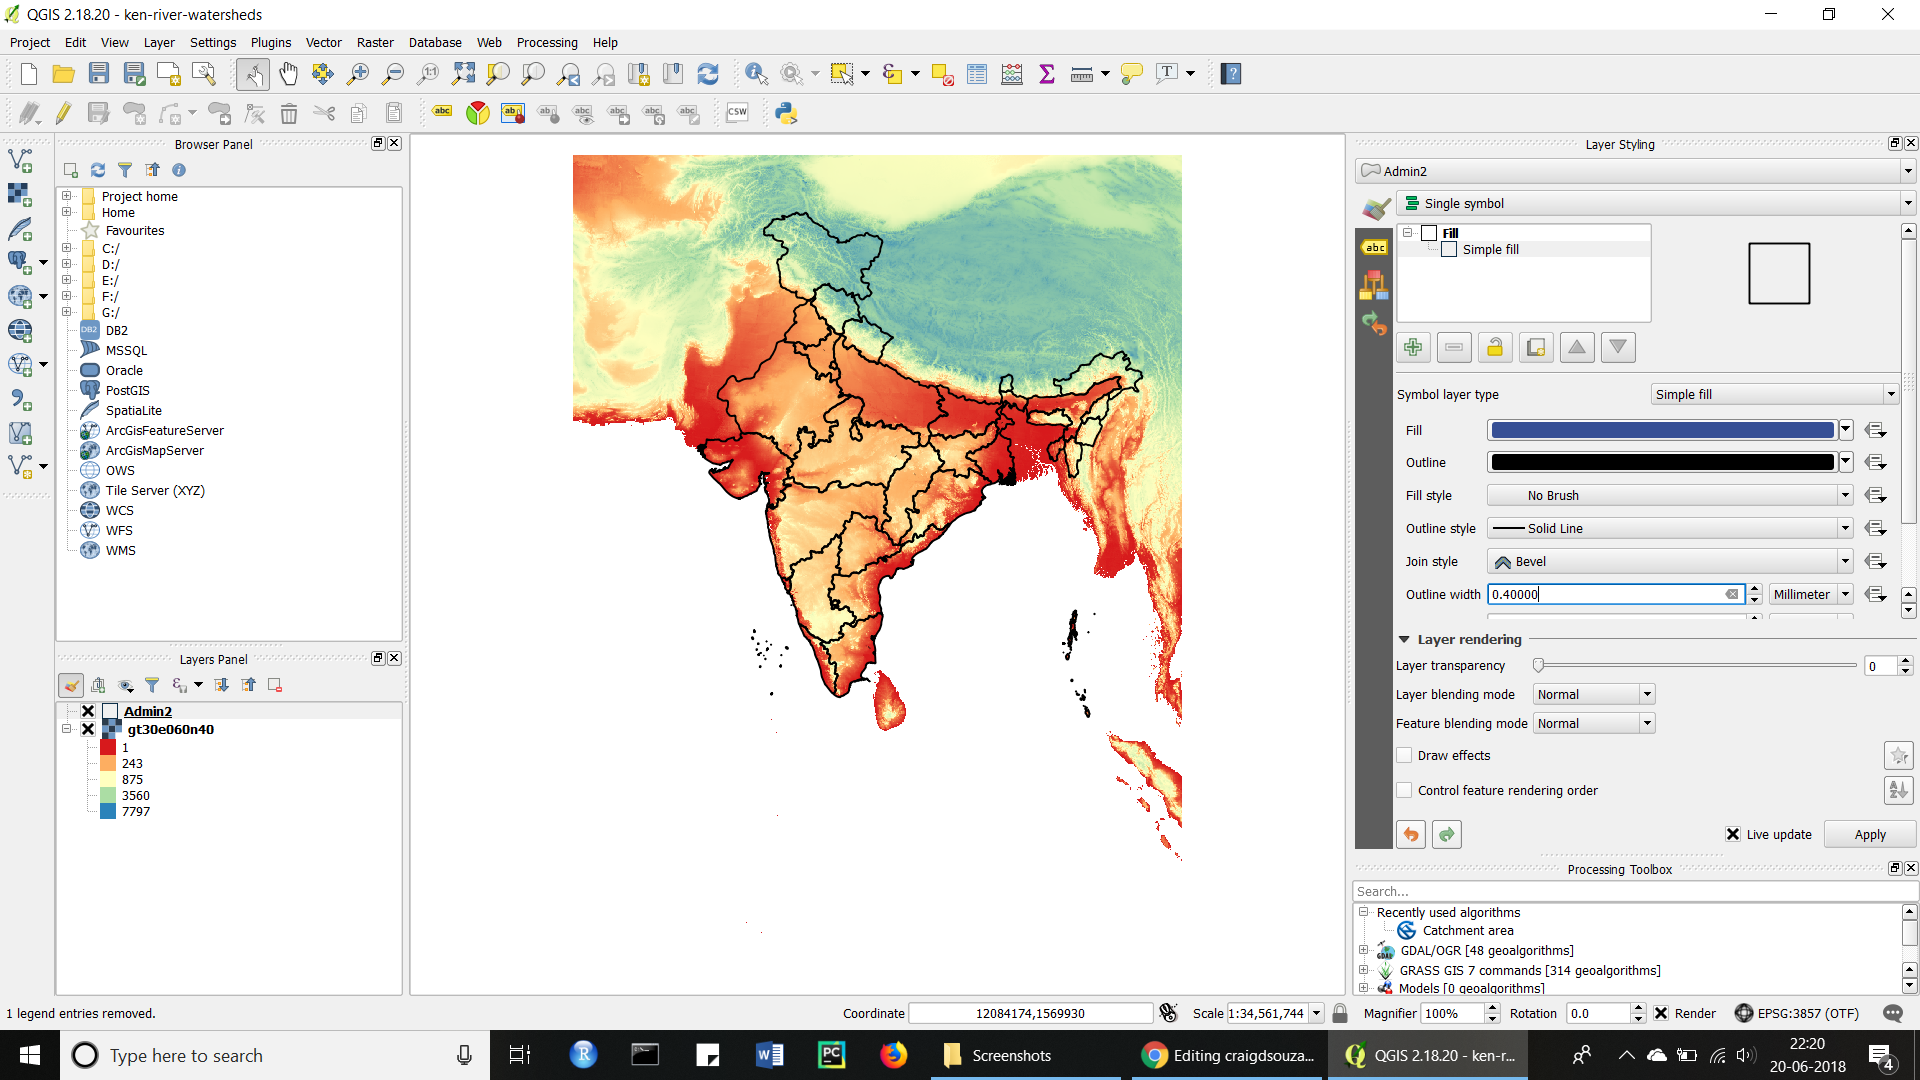 QGIS 2.18.20 - ken-river-watersheds
Project Edit View Layer Settings Plugins Vector Raster Database Web Processing Help
Browser Panel
Project home
Home
Favourites
C:/
D:/
E:/
F:/
G:/
DB2
MSSQL
Oracle
PostGIS
SpatiaLite
ArcGisFeatureServer
ArcGisMapServer
OWS
Tile Server (XYZ)
WCS
WFS
WMS
Layers Panel
Admin2
gt30e060n40
1
243
875
3560
7797
Layer Styling
Admin2
Single symbol
Fill
Simple fill
Symbol layer type Simple fill
Fill
Outline
Fill style No Brush
Outline style Solid Line
Join style Bevel
Outline width 0.40000 Millimeter
Layer rendering
Layer transparency 0
Layer blending mode Normal
Feature blending mode Normal
Draw effects
Control feature rendering order
Live update Apply
Processing Toolbox
Search...
Recently used algorithms
Catchment area
GDAL/OGR [48 geoalgorithms]
GRASS GIS 7 commands [314 geoalgorithms]
Models [0 geoalgorithms]
1 legend entries removed. Coordinate 12084174,1569930 Scale 1:34,561,744 Magnifier 100% Rotation 0.0 Render EPSG:3857 (OTF)
Type here to search Screenshots Editing craigdsouza... QGIS 2.18.20 - ken-r... 22:20
20-06-2018
4